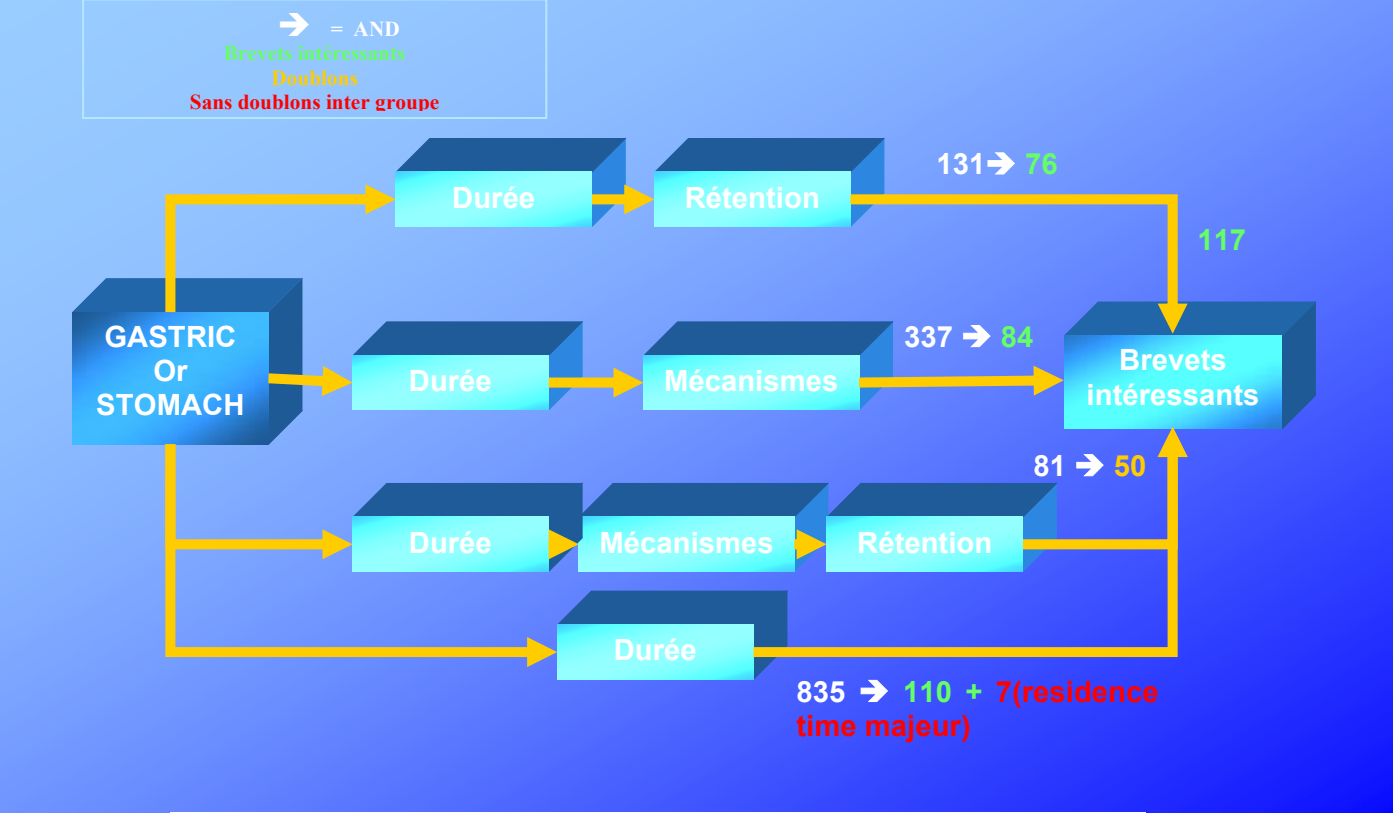 ➔ = AND
Brevets intéressants
Doublons
Sans doublons inter groupe
Durée
Rétention
131➔ 76
117
GASTRIC
Or
STOMACH
Durée
Mécanismes
337 ➔ 84
Brevets
intéressants
81 ➔ 50
Durée
Mécanismes
Rétention
Durée
835 ➔ 110 + 7(residence
time majeur)